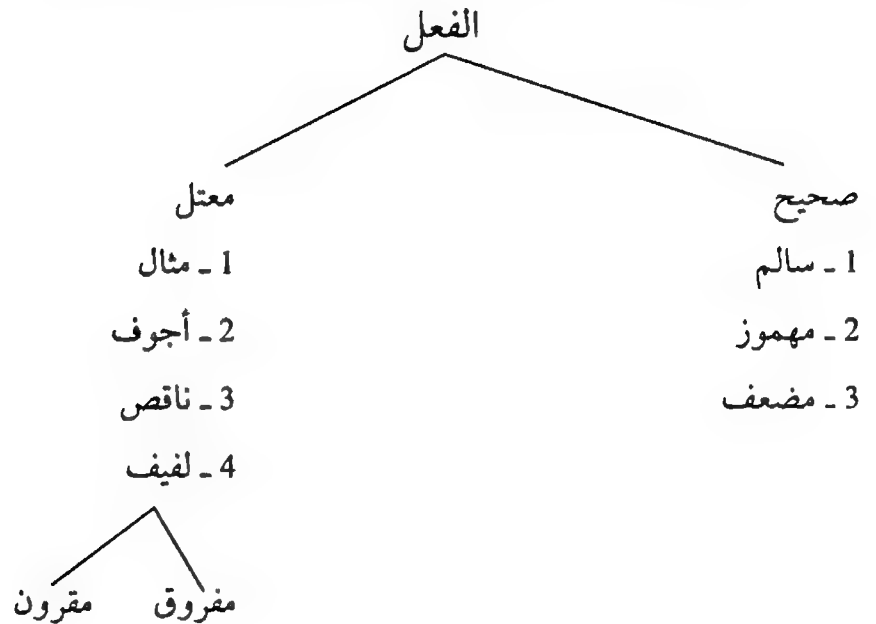 الفعل
صحيح معتل
1 ـ سالم 1 ـ مثال
2 ـ مهموز 2 ـ أجوف
3 ـ مضعف 3 ـ ناقص
4 ـ لفيف
مفروق مقرون